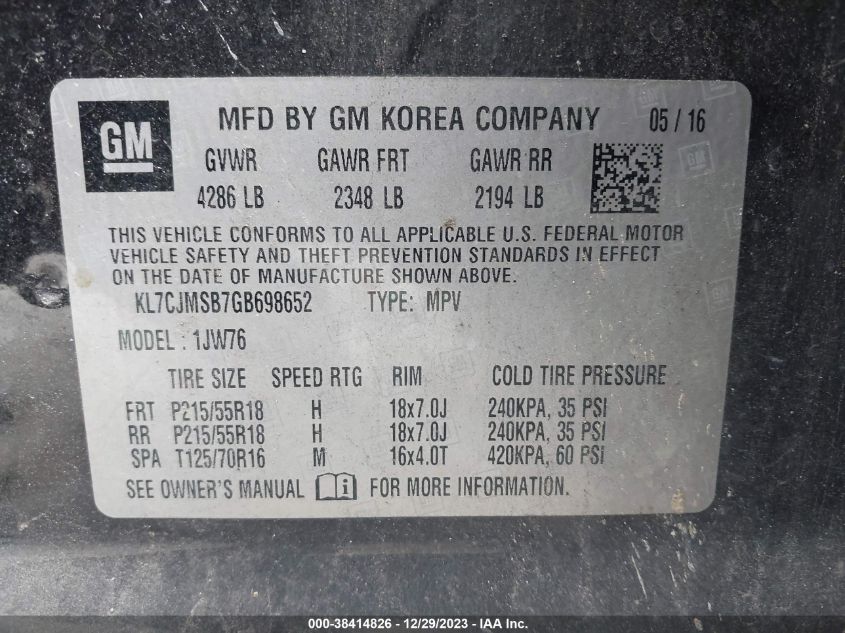 GM
MFD BY GM KOREA COMPANY 05 / 16
GVWR GAWR FRT GAWR RR
4286 LB 2348 LB 2194 LB
THIS VEHICLE CONFORMS TO ALL APPLICABLE U.S. FEDERAL MOTOR
VEHICLE SAFETY AND THEFT PREVENTION STANDARDS IN EFFECT
ON THE DATE OF MANUFACTURE SHOWN ABOVE.
KL7CJMSB7GB698652 TYPE: MPV
MODEL : 1JW76
TIRE SIZE SPEED RTG RIM COLD TIRE PRESSURE
FRT P215/55R18 H 18x7.0J 240KPA, 35 PSI
RR P215/55R18 H 18x7.0J 240KPA, 35 PSI
SPA T125/70R16 M 16x4.0T 420KPA, 60 PSI
SEE OWNER'S MANUAL i FOR MORE INFORMATION.
000-38414826 - 12/29/2023 - IAA Inc.